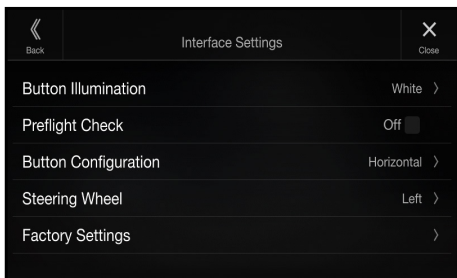 Back
Interface Settings
Close
Button Illumination White
Preflight Check Off
Button Configuration Horizontal
Steering Wheel Left
Factory Settings